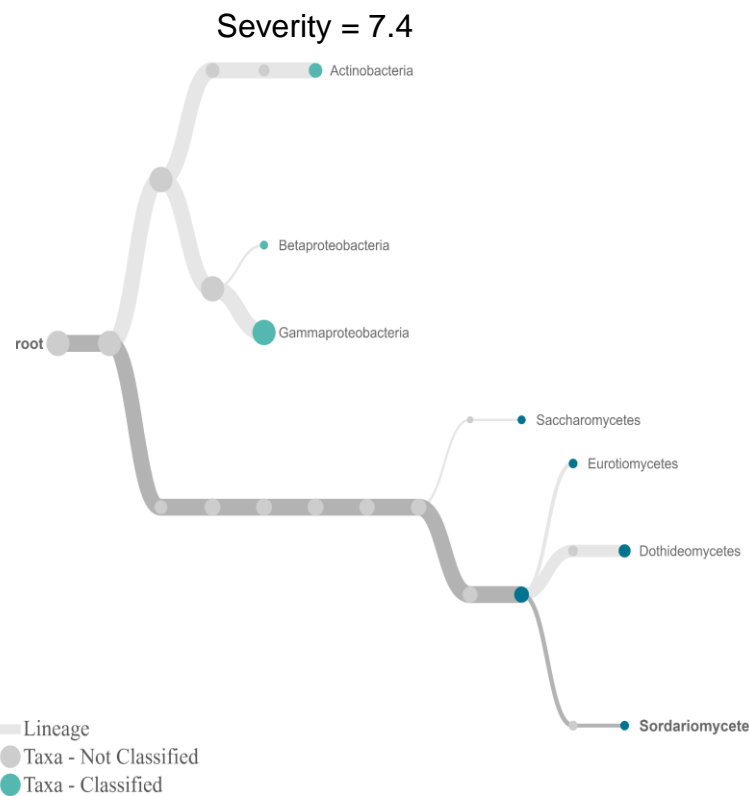 Severity = 7.4
Actinobacteria
Betaproteobacteria
Gammaproteobacteria
root
Saccharomycetes
Eurotiomycetes
Dothideomycetes
Sordariomycete
Lineage
Taxa - Not Classified
Taxa - Classified